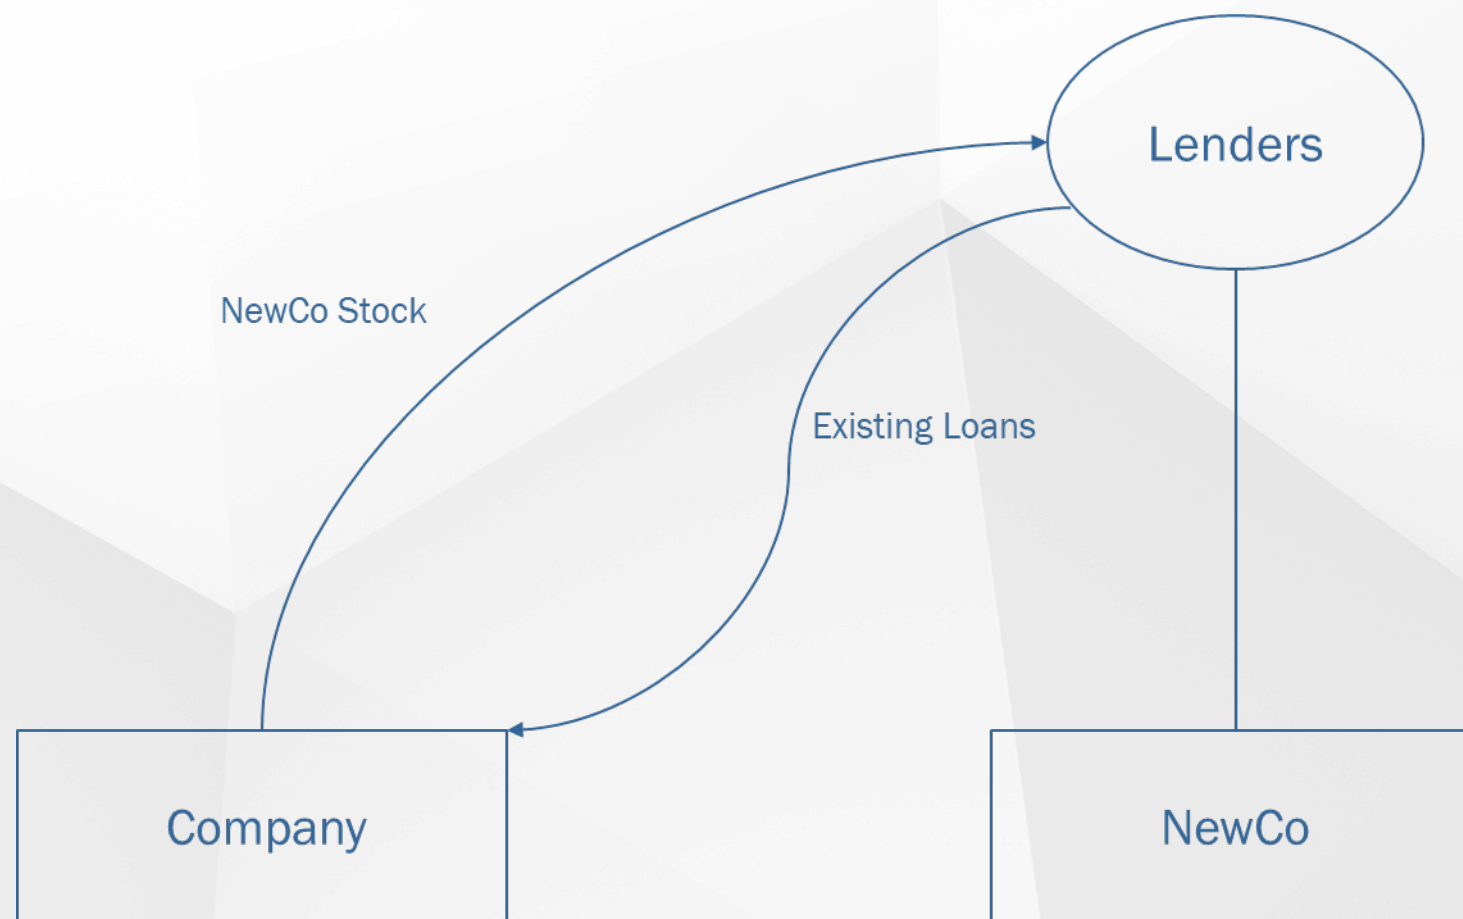 Lenders
NewCo Stock
Existing Loans
Company
NewCo